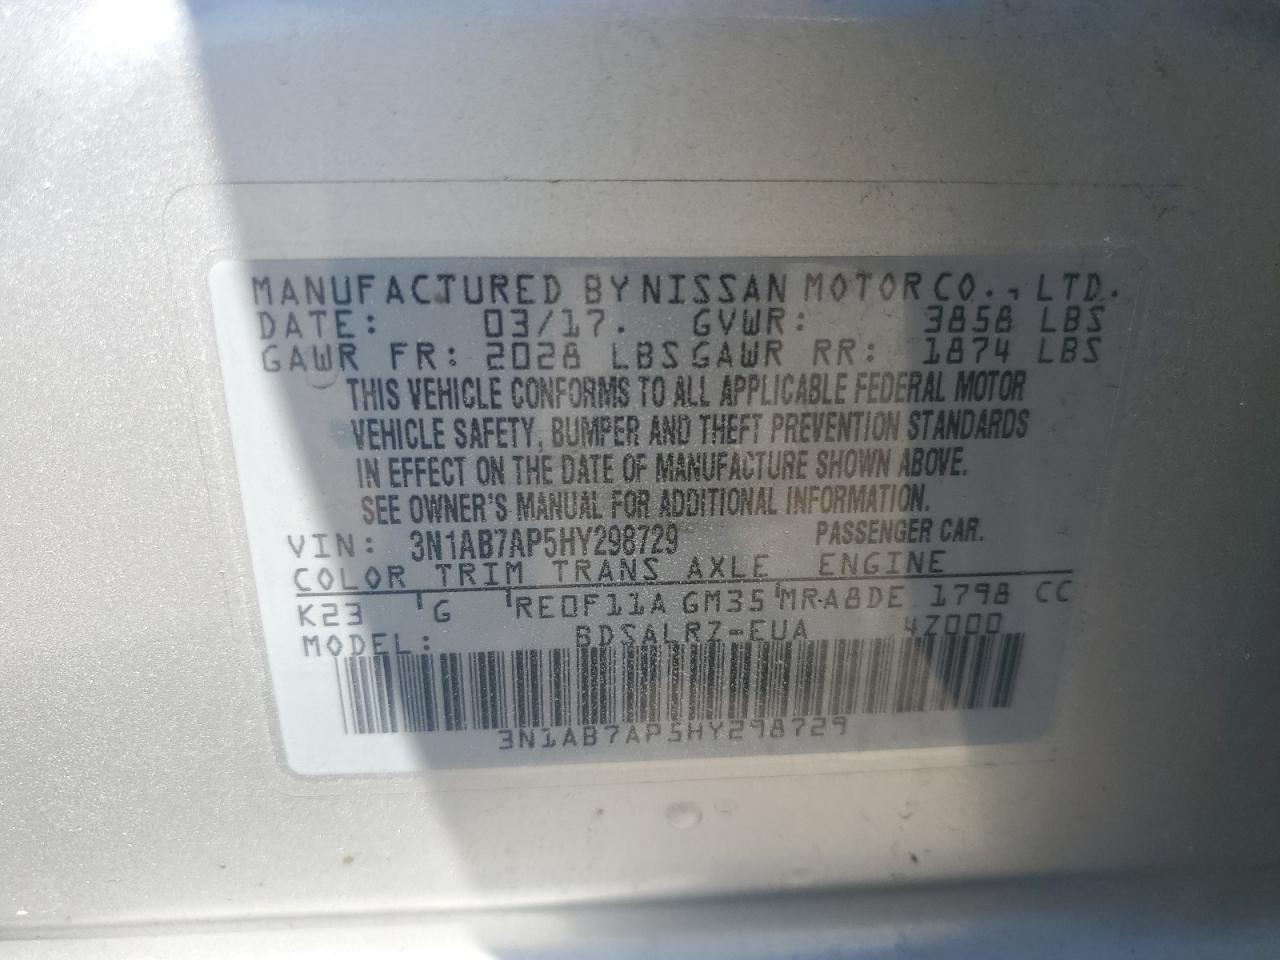 MANUFACTURED BY NISSAN MOTOR CO., LTD.
DATE: 03/17. GVWR: 3858 LBS
GAWR FR: 2028 LBS GAWR RR: 1874 LBS
THIS VEHICLE CONFORMS TO ALL APPLICABLE FEDERAL MOTOR
VEHICLE SAFETY, BUMPER AND THEFT PREVENTION STANDARDS
IN EFFECT ON THE DATE OF MANUFACTURE SHOWN ABOVE.
SEE OWNER'S MANUAL FOR ADDITIONAL INFORMATION.
VIN: 3N1AB7AP5HY298729 PASSENGER CAR.
COLOR TRIM TRANS AXLE ENGINE
K23 G RE0F11A GM35 MRA8DE 1798 CC
MODEL: BDSALRZ-EUA 4Z000
3N1AB7AP5HY298729